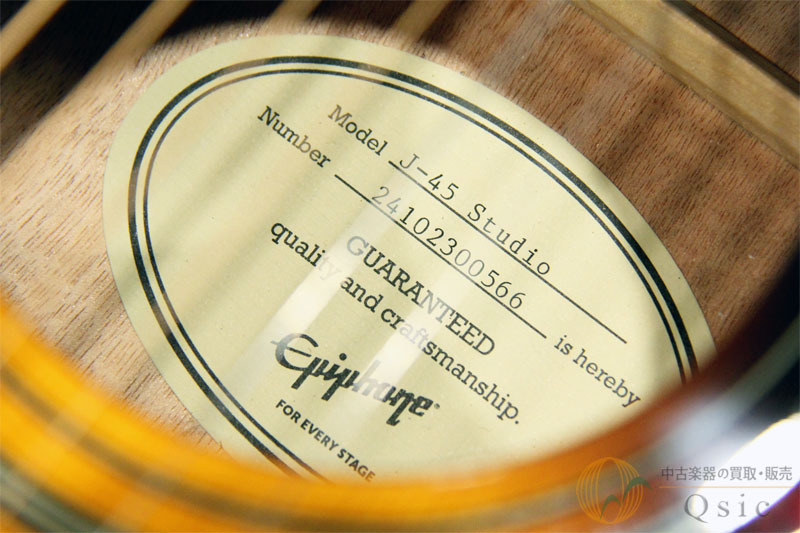 Model J-45 Studio
Number 24102300566 is hereby
GUARANTEED
quality and craftsmanship.
Epiphone
FOR EVERY STAGE
中古楽器の買取・販売
Qsic